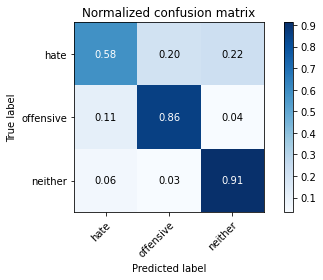 Normalized confusion matrix
True label
hate 0.58 0.20 0.22
offensive 0.11 0.86 0.04
neither 0.06 0.03 0.91
hate offensive neither
Predicted label
0.9
0.8
0.7
0.6
0.5
0.4
0.3
0.2
0.1